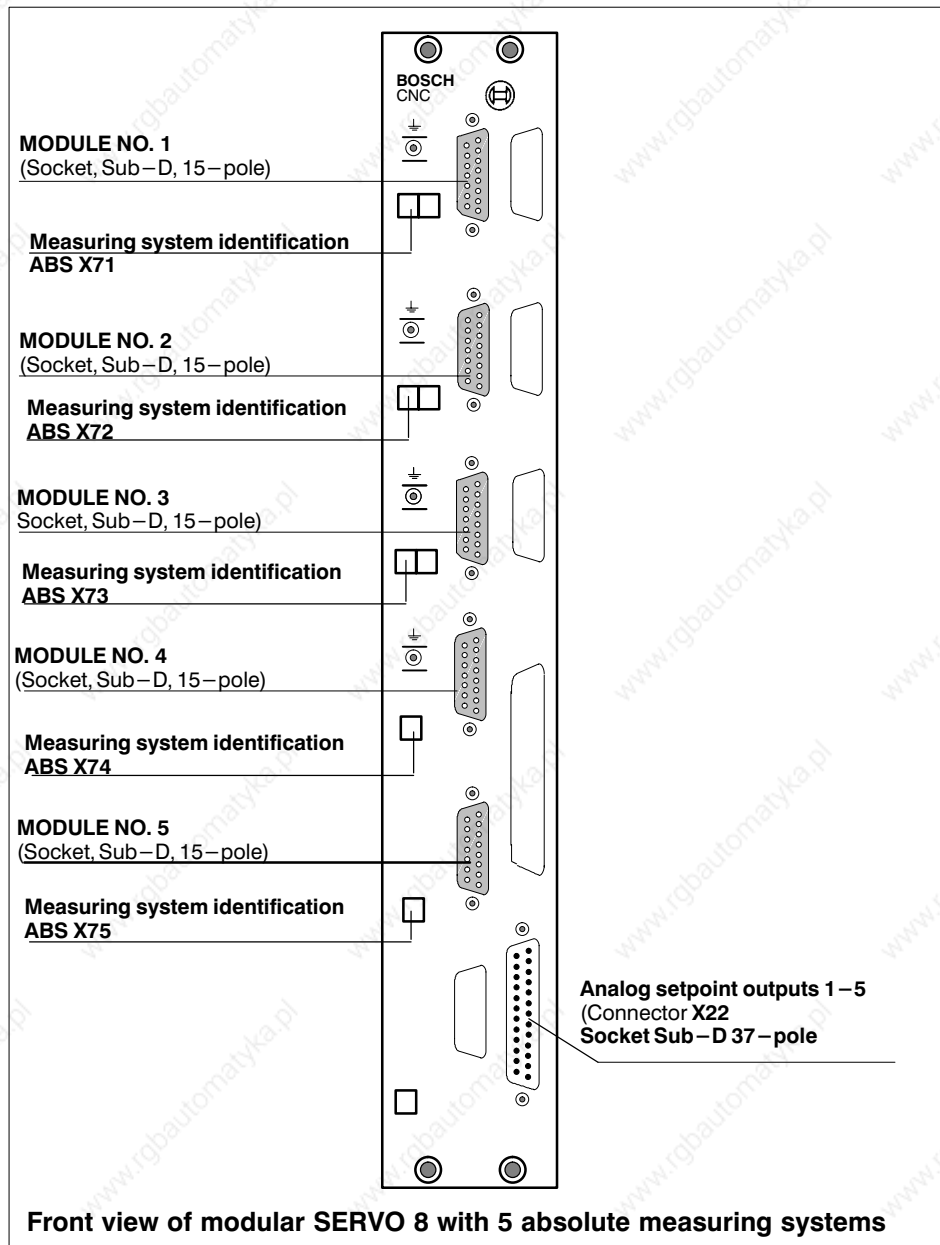 BOSCH
CNC
MODULE NO. 1
(Socket, Sub−D, 15−pole)
Measuring system identification
ABS X71
MODULE NO. 2
(Socket, Sub−D, 15−pole)
Measuring system identification
ABS X72
MODULE NO. 3
Socket, Sub−D, 15−pole)
Measuring system identification
ABS X73
MODULE NO. 4
(Socket, Sub−D, 15−pole)
Measuring system identification
ABS X74
MODULE NO. 5
(Socket, Sub−D, 15−pole)
Measuring system identification
ABS X75
Analog setpoint outputs 1−5
(Connector X22
Socket Sub−D 37−pole
Front view of modular SERVO 8 with 5 absolute measuring systems
www.rgbautomatyka.pl